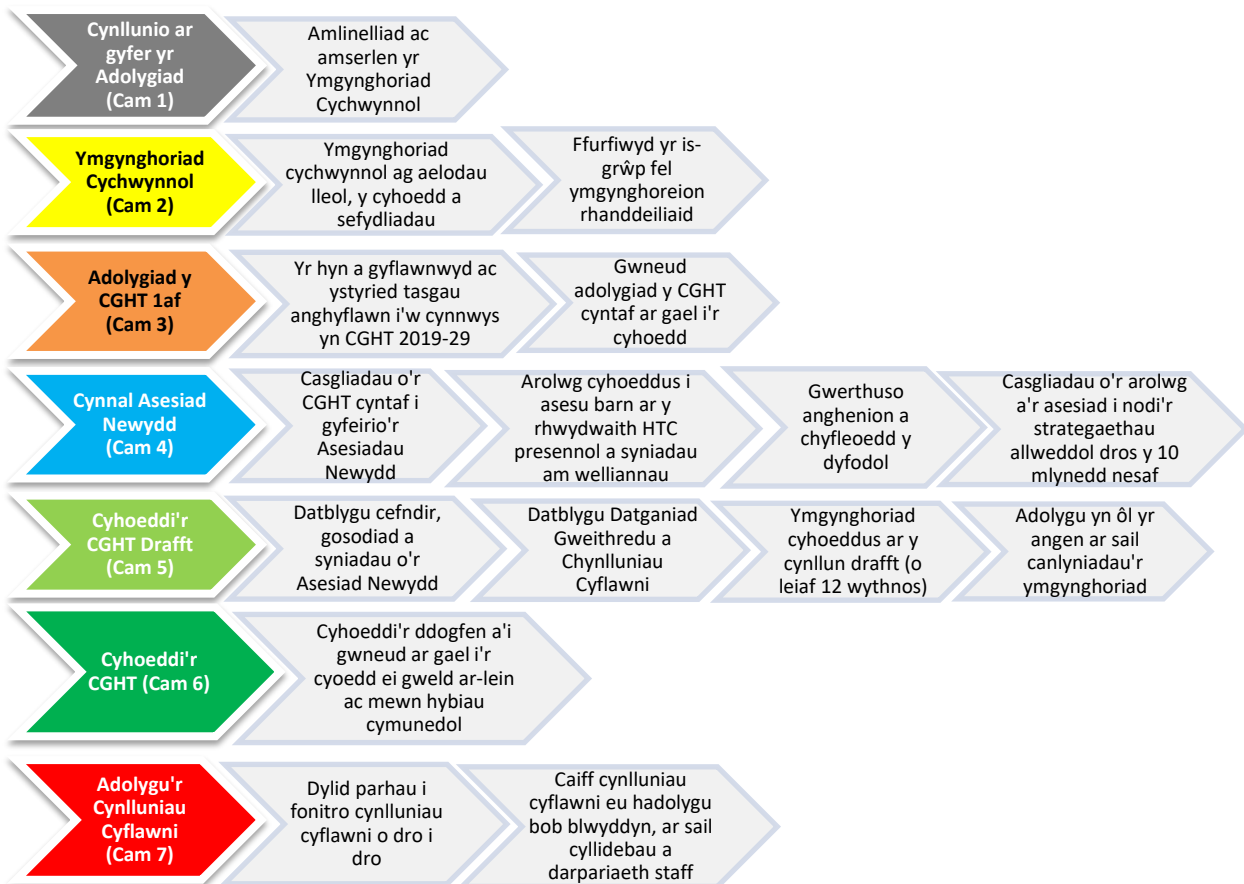 Cynllunio ar
gyfer yr
Adolygiad
(Cam 1)
Amlinelliad ac
amserlen yr
Ymgynghoriad
Cychwynnol
Ymgynghoriad
Cychwynnol
(Cam 2)
Ymgynghoriad
cychwynnol ag aelodau
lleol, y cyhoedd a
sefydliadau
Ffurfiwyd yr is-
grŵp fel
ymgynghoreion
rhanddeiliaid
Adolygiad y
CGHT 1af
(Cam 3)
Yr hyn a gyflawnwyd ac
ystyried tasgau
anghyflawn i'w cynnwys
yn CGHT 2019-29
Gwneud
adolygiad y CGHT
cyntaf ar gael i'r
cyhoedd
Cynnal Asesiad
Newydd
(Cam 4)
Casgliadau o'r
CGHT cyntaf i
gyfeirio'r
Asesiadau
Newydd
Arolwg cyhoeddus i
asesu barn ar y
rhwydwaith HTC
presennol a syniadau
am welliannau
Gwerthuso
anghenion a
chyfleoedd y
dyfodol
Casgliadau o'r arolwg
a'r asesiad i nodi'r
strategaethau
allweddol dros y 10
mlynedd nesaf
Cyhoeddi'r
CGHT Drafft
(Cam 5)
Datblygu cefndir,
gosodiad a
syniadau o'r
Asesiad Newydd
Datblygu Datganiad
Gweithredu a
Chynlluniau
Cyflawni
Ymgynghoriad
cyhoeddus ar y
cynllun drafft (o
leiaf 12 wythnos)
Adolygu yn ôl yr
angen ar sail
canlyniadau'r
ymgynghoriad
Cyhoeddi'r
CGHT (Cam 6)
Cyhoeddi'r ddogfen a'i
gwneud ar gael i'r
cyoedd ei gweld ar-lein
ac mewn hybiau
cymunedol
Adolygu'r
Cynlluniau
Cyflawni
(Cam 7)
Dylid parhau i
fonitro cynlluniau
cyflawni o dro i
dro
Caiff cynlluniau
cyflawni eu hadolygu
bob blwyddyn, ar sail
cyllidebau a
darpariaeth staff